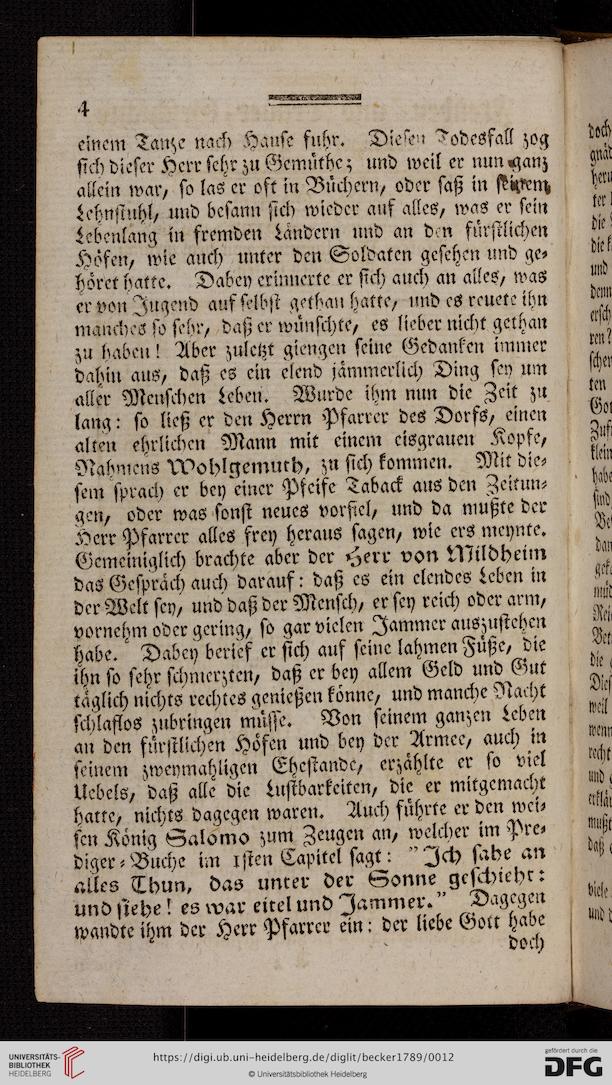 4
einem Tanze nach Hause fuhr. Diesen Todesfall zog
sich dieser Herr sehr zu Gemüthe; und weil er nun ganz
allein war, so las er oft in Büchern, oder saß in seinem
Lehnstuhl, und besann sich wieder auf alles, was er sein
Lebenlang in fremden Ländern und an den fürstlichen
Höfen, wie auch unter den Soldaten gesehen und ge-
höret hatte. Dabey erinnerte er sich auch an alles, was
er von Jugend auf selbst gethan hatte, und es reuete ihn
manches so sehr, daß er wünschte, es lieber nicht gethan
zu haben! Aber zuletzt giengen seine Gedanken immer
dahin aus, daß es ein elend jämmerlich Ding sey um
aller Menschen Leben. Wurde ihm nun die Zeit zu
lang: so ließ er den Herrn Pfarrer des Dorfs, einen
alten ehrlichen Mann mit einem eisgrauen Kopfe,
Nahmens Wohlgemuth, zu sich kommen. Mit die-
sem sprach er bey einer Pfeife Taback aus den Zeitun-
gen, oder was sonst neues vorfiel, und da mußte der
Herr Pfarrer alles frey heraus sagen, wie ers meynte.
Gemeiniglich brachte aber der Herr von Mildheim
das Gespräch auch darauf: daß es ein elendes Leben in
der Welt sey, und daß der Mensch, er sey reich oder arm,
vornehm oder gering, so gar vielen Jammer auszustehen
habe. Dabey berief er sich auf seine lahmen Füße, die
ihn so sehr schmerzten, daß er bey allem Geld und Gut
täglich nichts rechtes genießen könne, und manche Nacht
schlaflos zubringen müsse. Von seinem ganzen Leben
an den fürstlichen Höfen und bey der Armee, auch in
seinem zweymahligen Ehestande, erzählte er so viel
Uebels, daß alle die Lustbarkeiten, die er mitgemacht
hatte, nichts dagegen waren. Auch führte er den wei-
sen König Salomo zum Zeugen an, welcher im Pre-
diger-Buche im 1sten Capitel sagt: "Ich sahe an
alles Thun, das unter der Sonne geschieht:
und siehe! es war eitel und Jammer." Dagegen
wandte ihm der Herr Pfarrer ein: der liebe Gott habe
doch
UNIVERSITÄTS-
BIBLIOTHEK
HEIDELBERG
https://digi.ub.uni-heidelberg.de/diglit/becker1789/0012
© Universitätsbibliothek Heidelberg
gefördert durch die
DFG